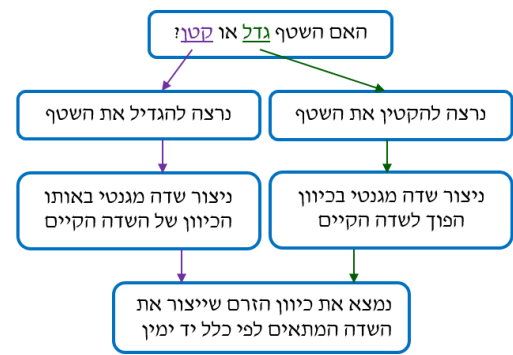 האם השטף גדל או קטן?
נרצה להקטין את השטף
נרצה להגדיל את השטף
ניצור שדה מגנטי בכיוון
הפוך לשדה הקיים
ניצור שדה מגנטי באותו
הכיוון של השדה הקיים
נמצא את כיוון הזרם שייצור את
השדה המתאים לפי כלל יד ימין